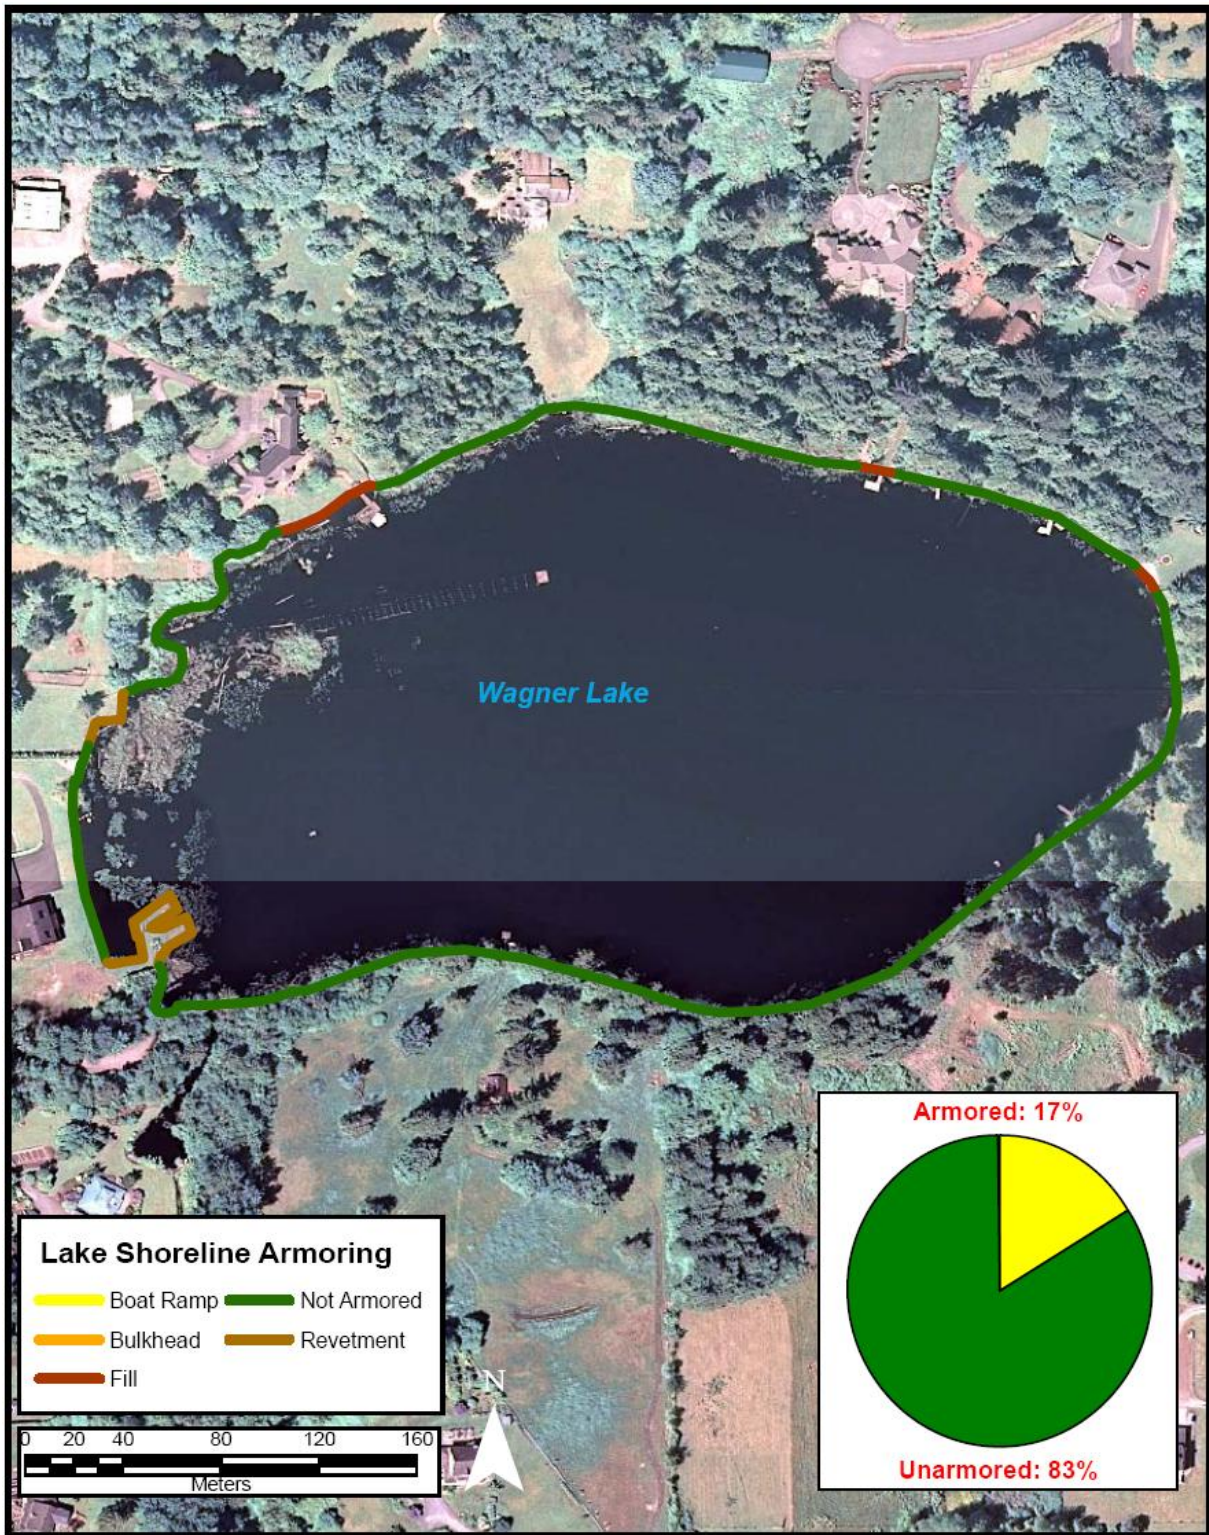 Wagner Lake
Armored: 17%
Unarmored: 83%
Lake Shoreline Armoring
Boat Ramp Not Armored
Bulkhead Revetment
Fill
N
0 20 40 80 120 160
Meters